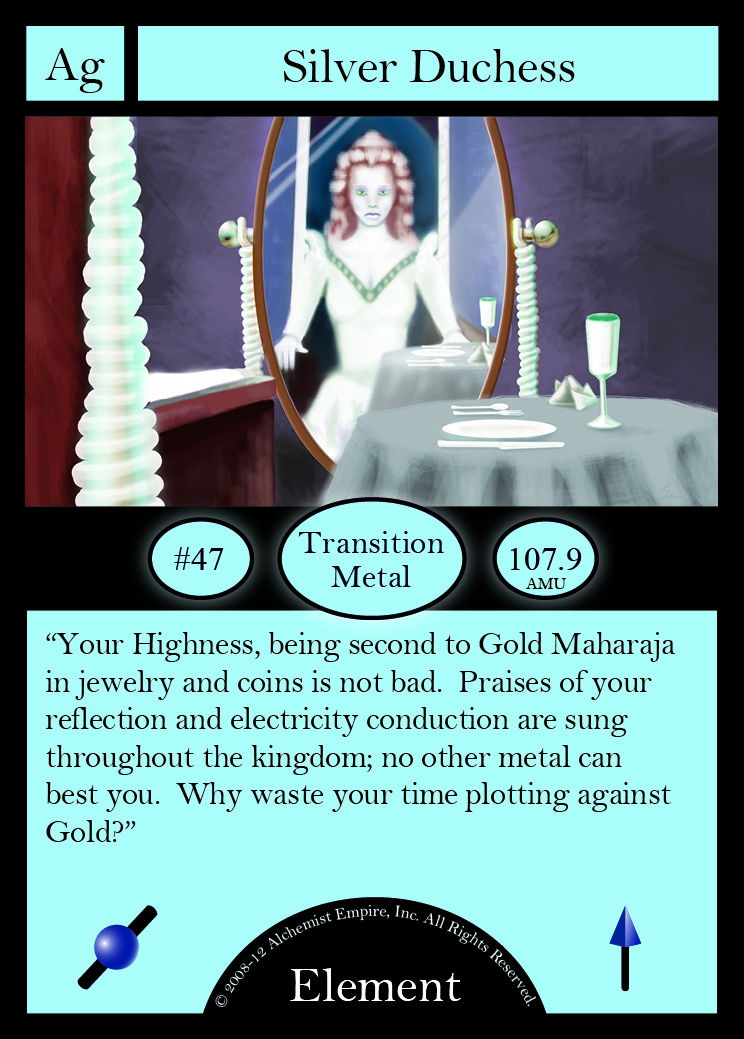 Ag
Silver Duchess
#47
Transition
Metal
107.9
AMU
“Your Highness, being second to Gold Maharaja
in jewelry and coins is not bad.  Praises of your
reflection and electricity conduction are sung
throughout the kingdom; no other metal can
best you.  Why waste your time plotting against
Gold?”
© 2008-12 Alchemist Empire, Inc. All Rights Reserved.
Element